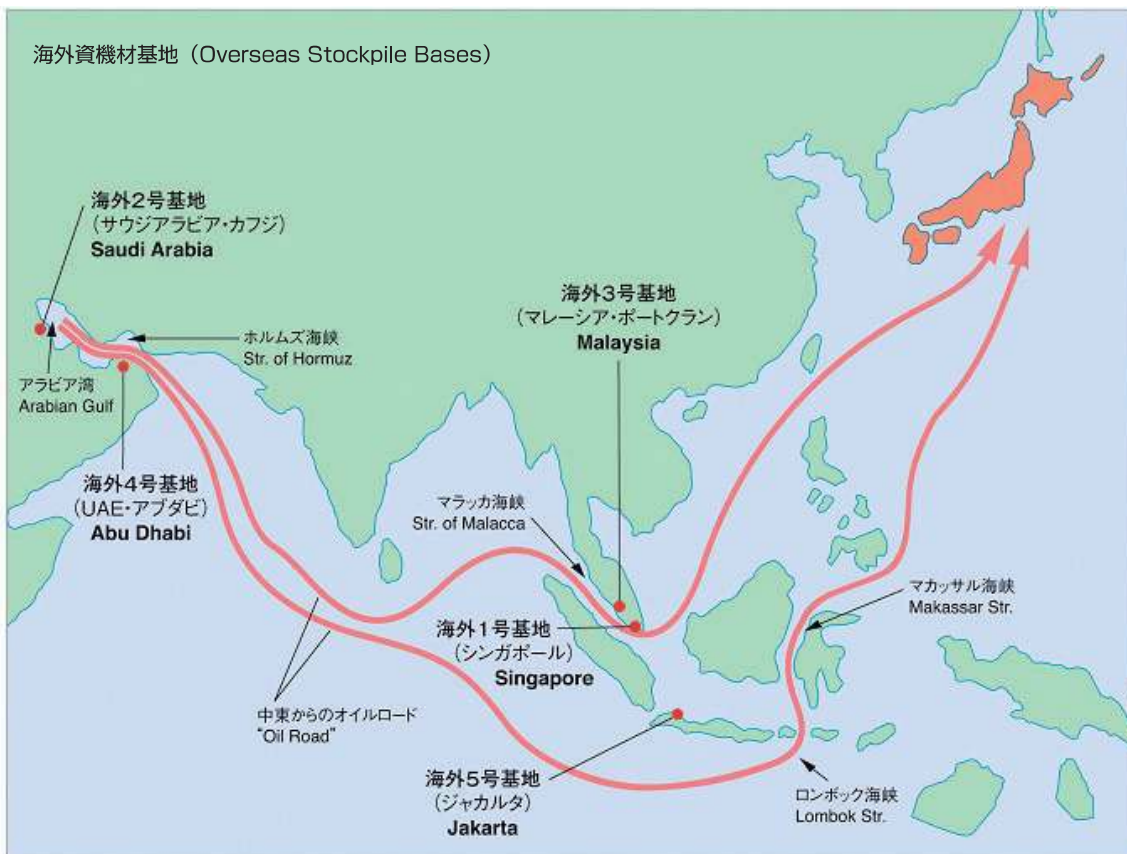 海外資機材基地（Overseas Stockpile Bases）
海外2号基地
（サウジアラビア・カフジ）
Saudi Arabia
海外3号基地
（マレーシア・ポートクラン）
Malaysia
ホルムズ海峡
Str. of Hormuz
アラビア湾
Arabian Gulf
海外4号基地
（UAE・アブダビ）
Abu Dhabi
マラッカ海峡
Str. of Malacca
マカッサル海峡
Makassar Str.
海外1号基地
（シンガポール）
Singapore
中東からのオイルロード
“Oil Road”
海外5号基地
（ジャカルタ）
Jakarta
ロンボック海峡
Lombok Str.